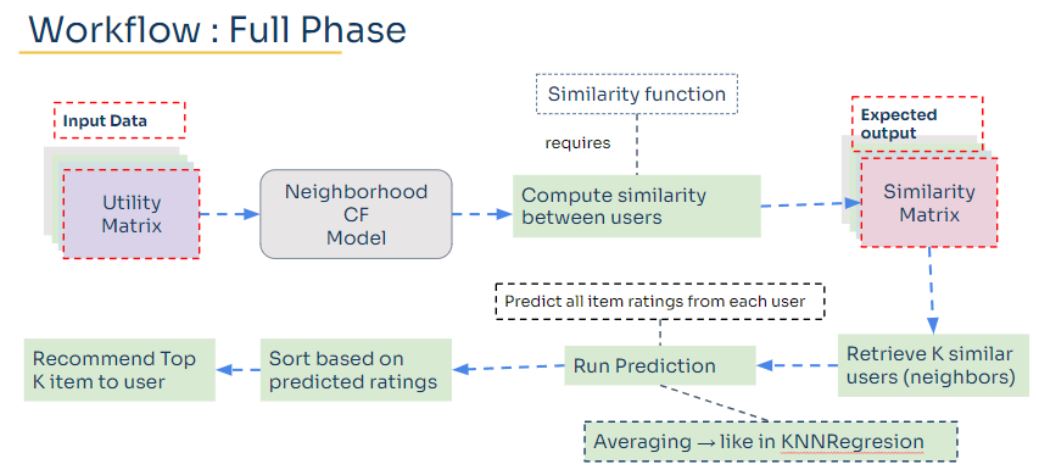 Workflow : Full Phase
Similarity function
Input Data
Expected
output
requires
Utility
Matrix
Neighborhood
CF
Model
Compute similarity
between users
Similarity
Matrix
Predict all item ratings from each user
Recommend Top
K item to user
Sort based on
predicted ratings
Run Prediction
Retrieve K similar
users (neighbors)
Averaging → like in KNNRegresion